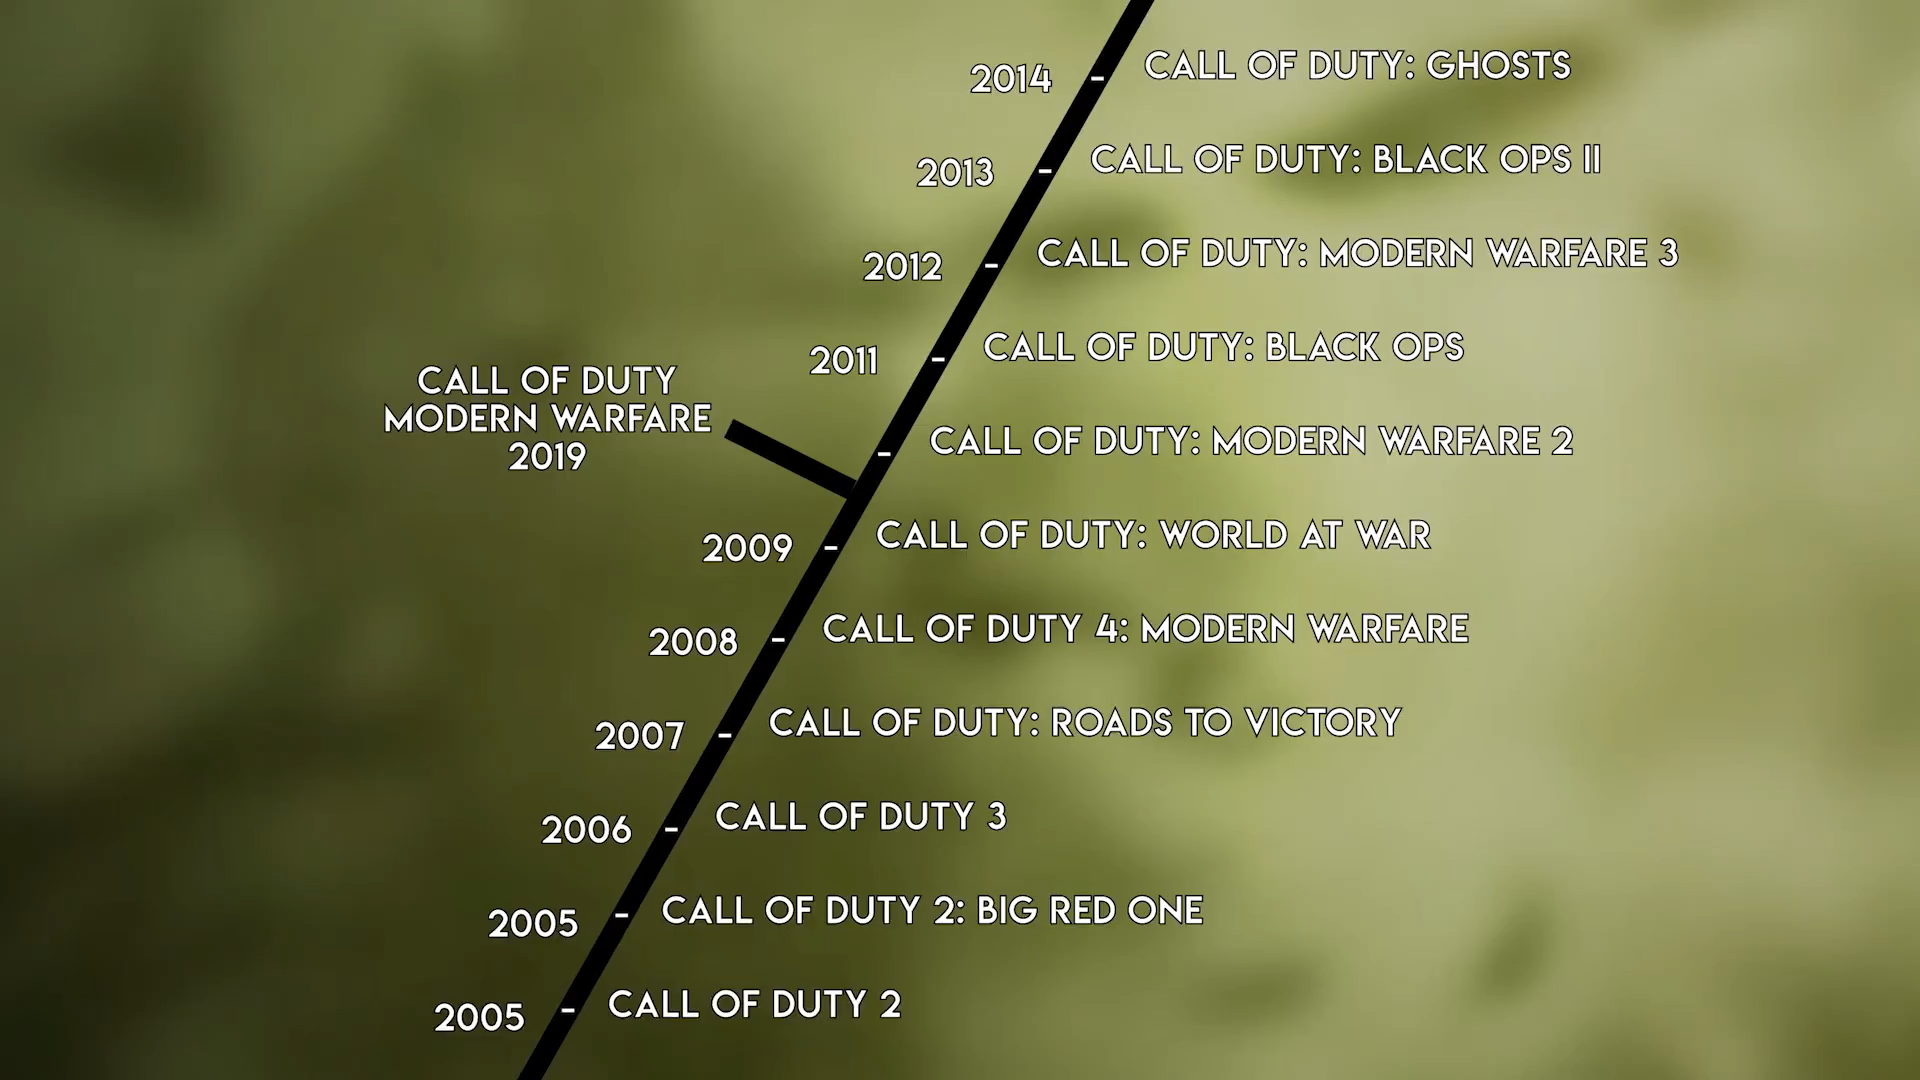 2014 - CALL OF DUTY: GHOSTS
2013 - CALL OF DUTY: BLACK OPS II
2012 - CALL OF DUTY: MODERN WARFARE 3
2011 - CALL OF DUTY: BLACK OPS
CALL OF DUTY
MODERN WARFARE
2019
- CALL OF DUTY: MODERN WARFARE 2
2009 - CALL OF DUTY: WORLD AT WAR
2008 - CALL OF DUTY 4: MODERN WARFARE
2007 - CALL OF DUTY: ROADS TO VICTORY
2006 - CALL OF DUTY 3
2005 - CALL OF DUTY 2: BIG RED ONE
2005 - CALL OF DUTY 2